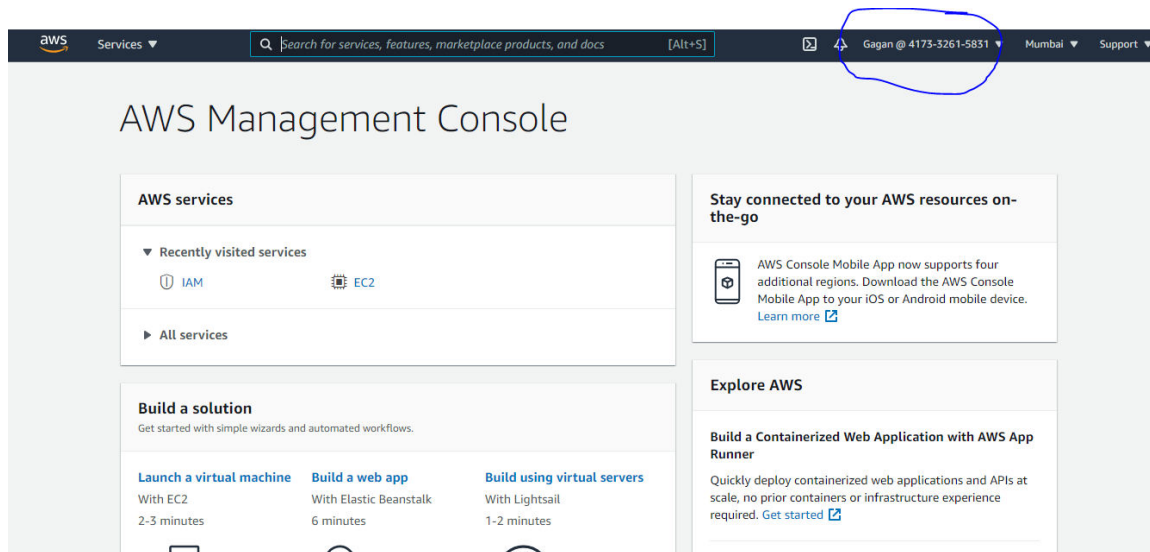 aws
Services ▼
Search for services, features, marketplace products, and docs
[Alt+S]
Gagan @ 4173-3261-5831 ▼
Mumbai ▼
Support ▼
AWS Management Console
AWS services
▼ Recently visited services
IAM
EC2
▶ All services
Build a solution
Get started with simple wizards and automated workflows.
Launch a virtual machine
With EC2
2-3 minutes
Build a web app
With Elastic Beanstalk
6 minutes
Build using virtual servers
With Lightsail
1-2 minutes
Stay connected to your AWS resources on-
the-go
AWS Console Mobile App now supports four
additional regions. Download the AWS Console
Mobile App to your iOS or Android mobile device.
Learn more
Explore AWS
Build a Containerized Web Application with AWS App
Runner
Quickly deploy containerized web applications and APIs at
scale, no prior containers or infrastructure experience
required. Get started